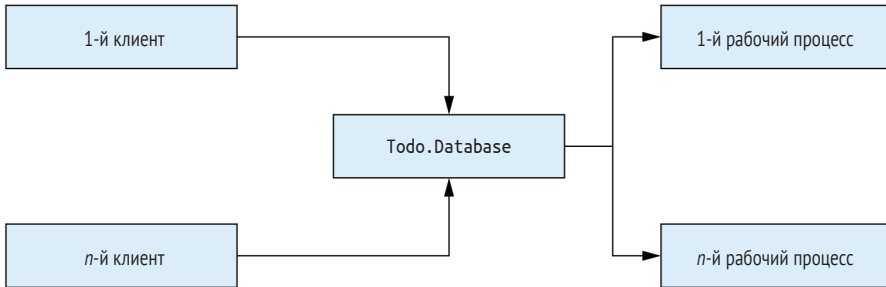 1-й клиент
1-й рабочий процесс
Todo.Database
n-й клиент
n-й рабочий процесс